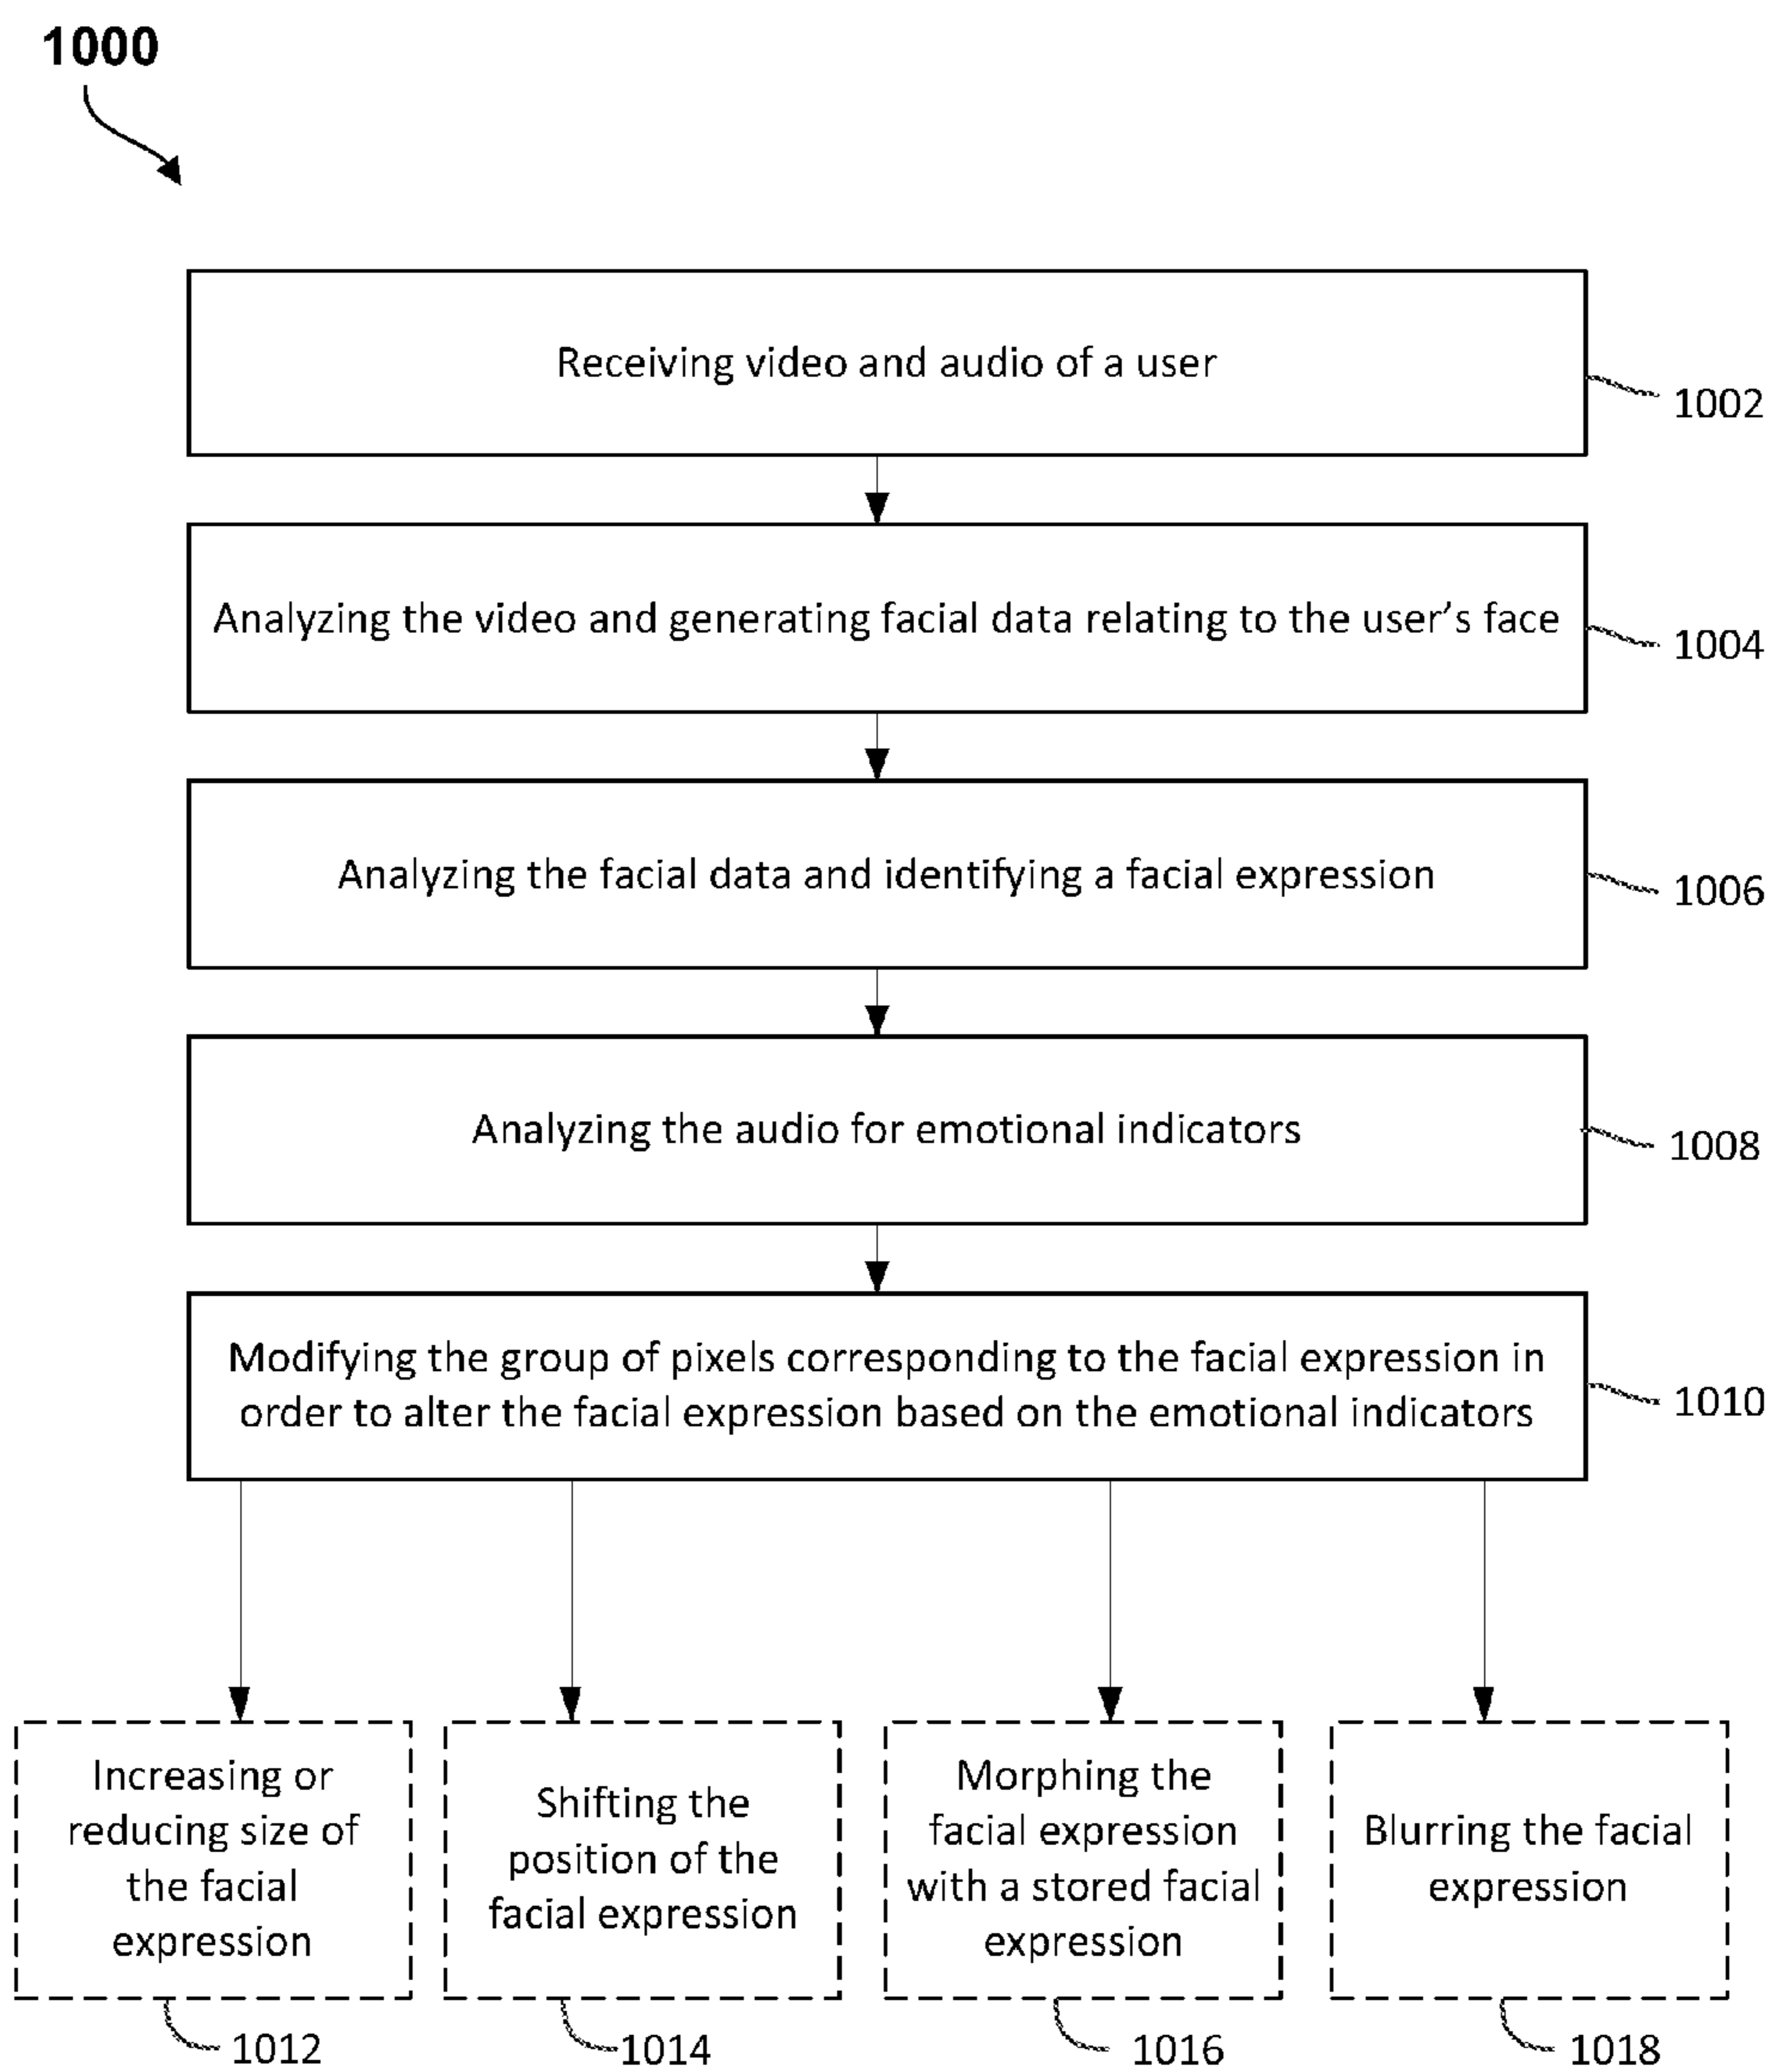 1000
Receiving video and audio of a user
1002
Analyzing the video and generating facial data relating to the user’s face
1004
Analyzing the facial data and identifying a facial expression
1006
Analyzing the audio for emotional indicators
1008
Modifying the group of pixels corresponding to the facial expression in
order to alter the facial expression based on the emotional indicators
1010
Increasing or
reducing size of
the facial
expression
1012
Shifting the
position of the
facial expression
1014
Morphing the
facial expression
with a stored facial
expression
1016
Blurring the facial
expression
1018